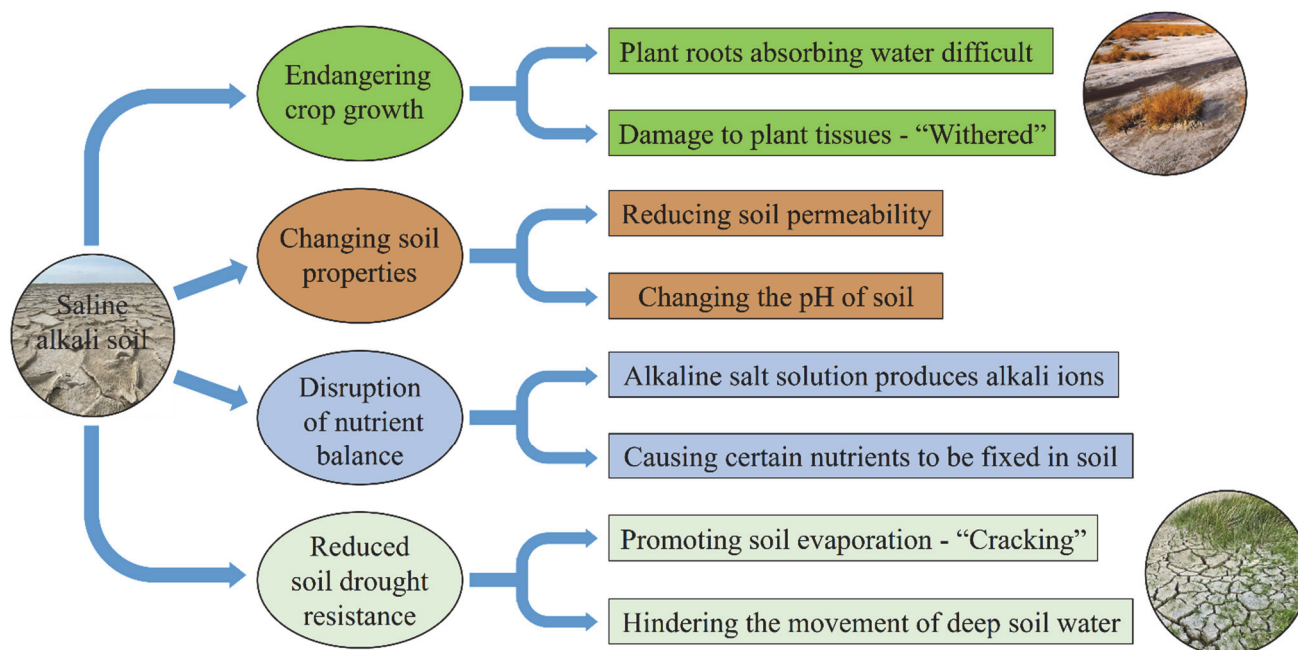 Saline
alkali soil
Endangering
crop growth
Plant roots absorbing water difficult
Damage to plant tissues - “Withered”
Changing soil
properties
Reducing soil permeability
Changing the pH of soil
Disruption
of nutrient
balance
Alkaline salt solution produces alkali ions
Causing certain nutrients to be fixed in soil
Reduced
soil drought
resistance
Promoting soil evaporation - “Cracking”
Hindering the movement of deep soil water